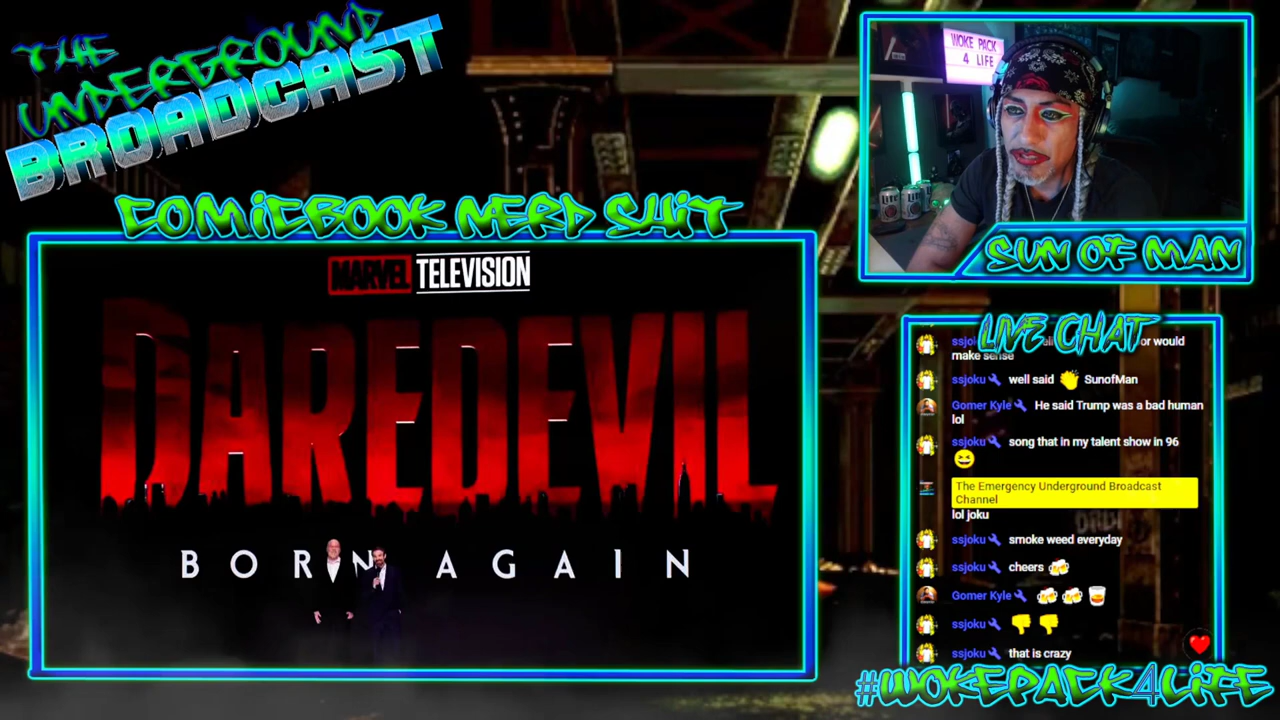 THE
UNDERGROUND
BROADCAST
COMICBOOK NERD SHIT
MARVEL TELEVISION
DAREDEVIL
BORN AGAIN
WOKE PACK
4 LIFE
Lite
SUN OF MAN
LIVE CHAT
or would
make sense
ssjoku well said 👏 SunofMan
Gomer Kyle He said Trump was a bad human
lol
ssjoku song that in my talent show in 96
😆
The Emergency Underground Broadcast
Channel
lol joku
ssjoku smoke weed everyday
ssjoku cheers 🍻
Gomer Kyle 🍻 🍻 🥃
ssjoku 👎 👎
ssjoku that is crazy
#WOKEPACK4LIFE